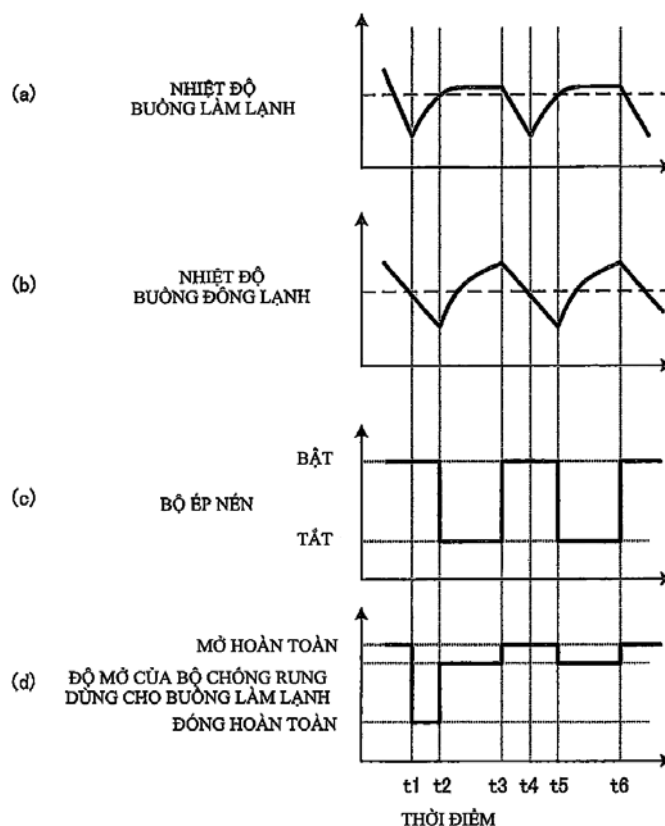 (a)
NHIỆT ĐỘ
BUỒNG LÀM LẠNH
(b)
NHIỆT ĐỘ
BUỒNG ĐÔNG LẠNH
(c)
BỘ ÉP NÉN
BẬT
TẮT
(d)
MỞ HOÀN TOÀN
ĐỘ MỞ CỦA BỘ CHỐNG RUNG
DÙNG CHO BUỒNG LÀM LẠNH
ĐÓNG HOÀN TOÀN
t1 t2 t3 t4 t5 t6
THỜI ĐIỂM